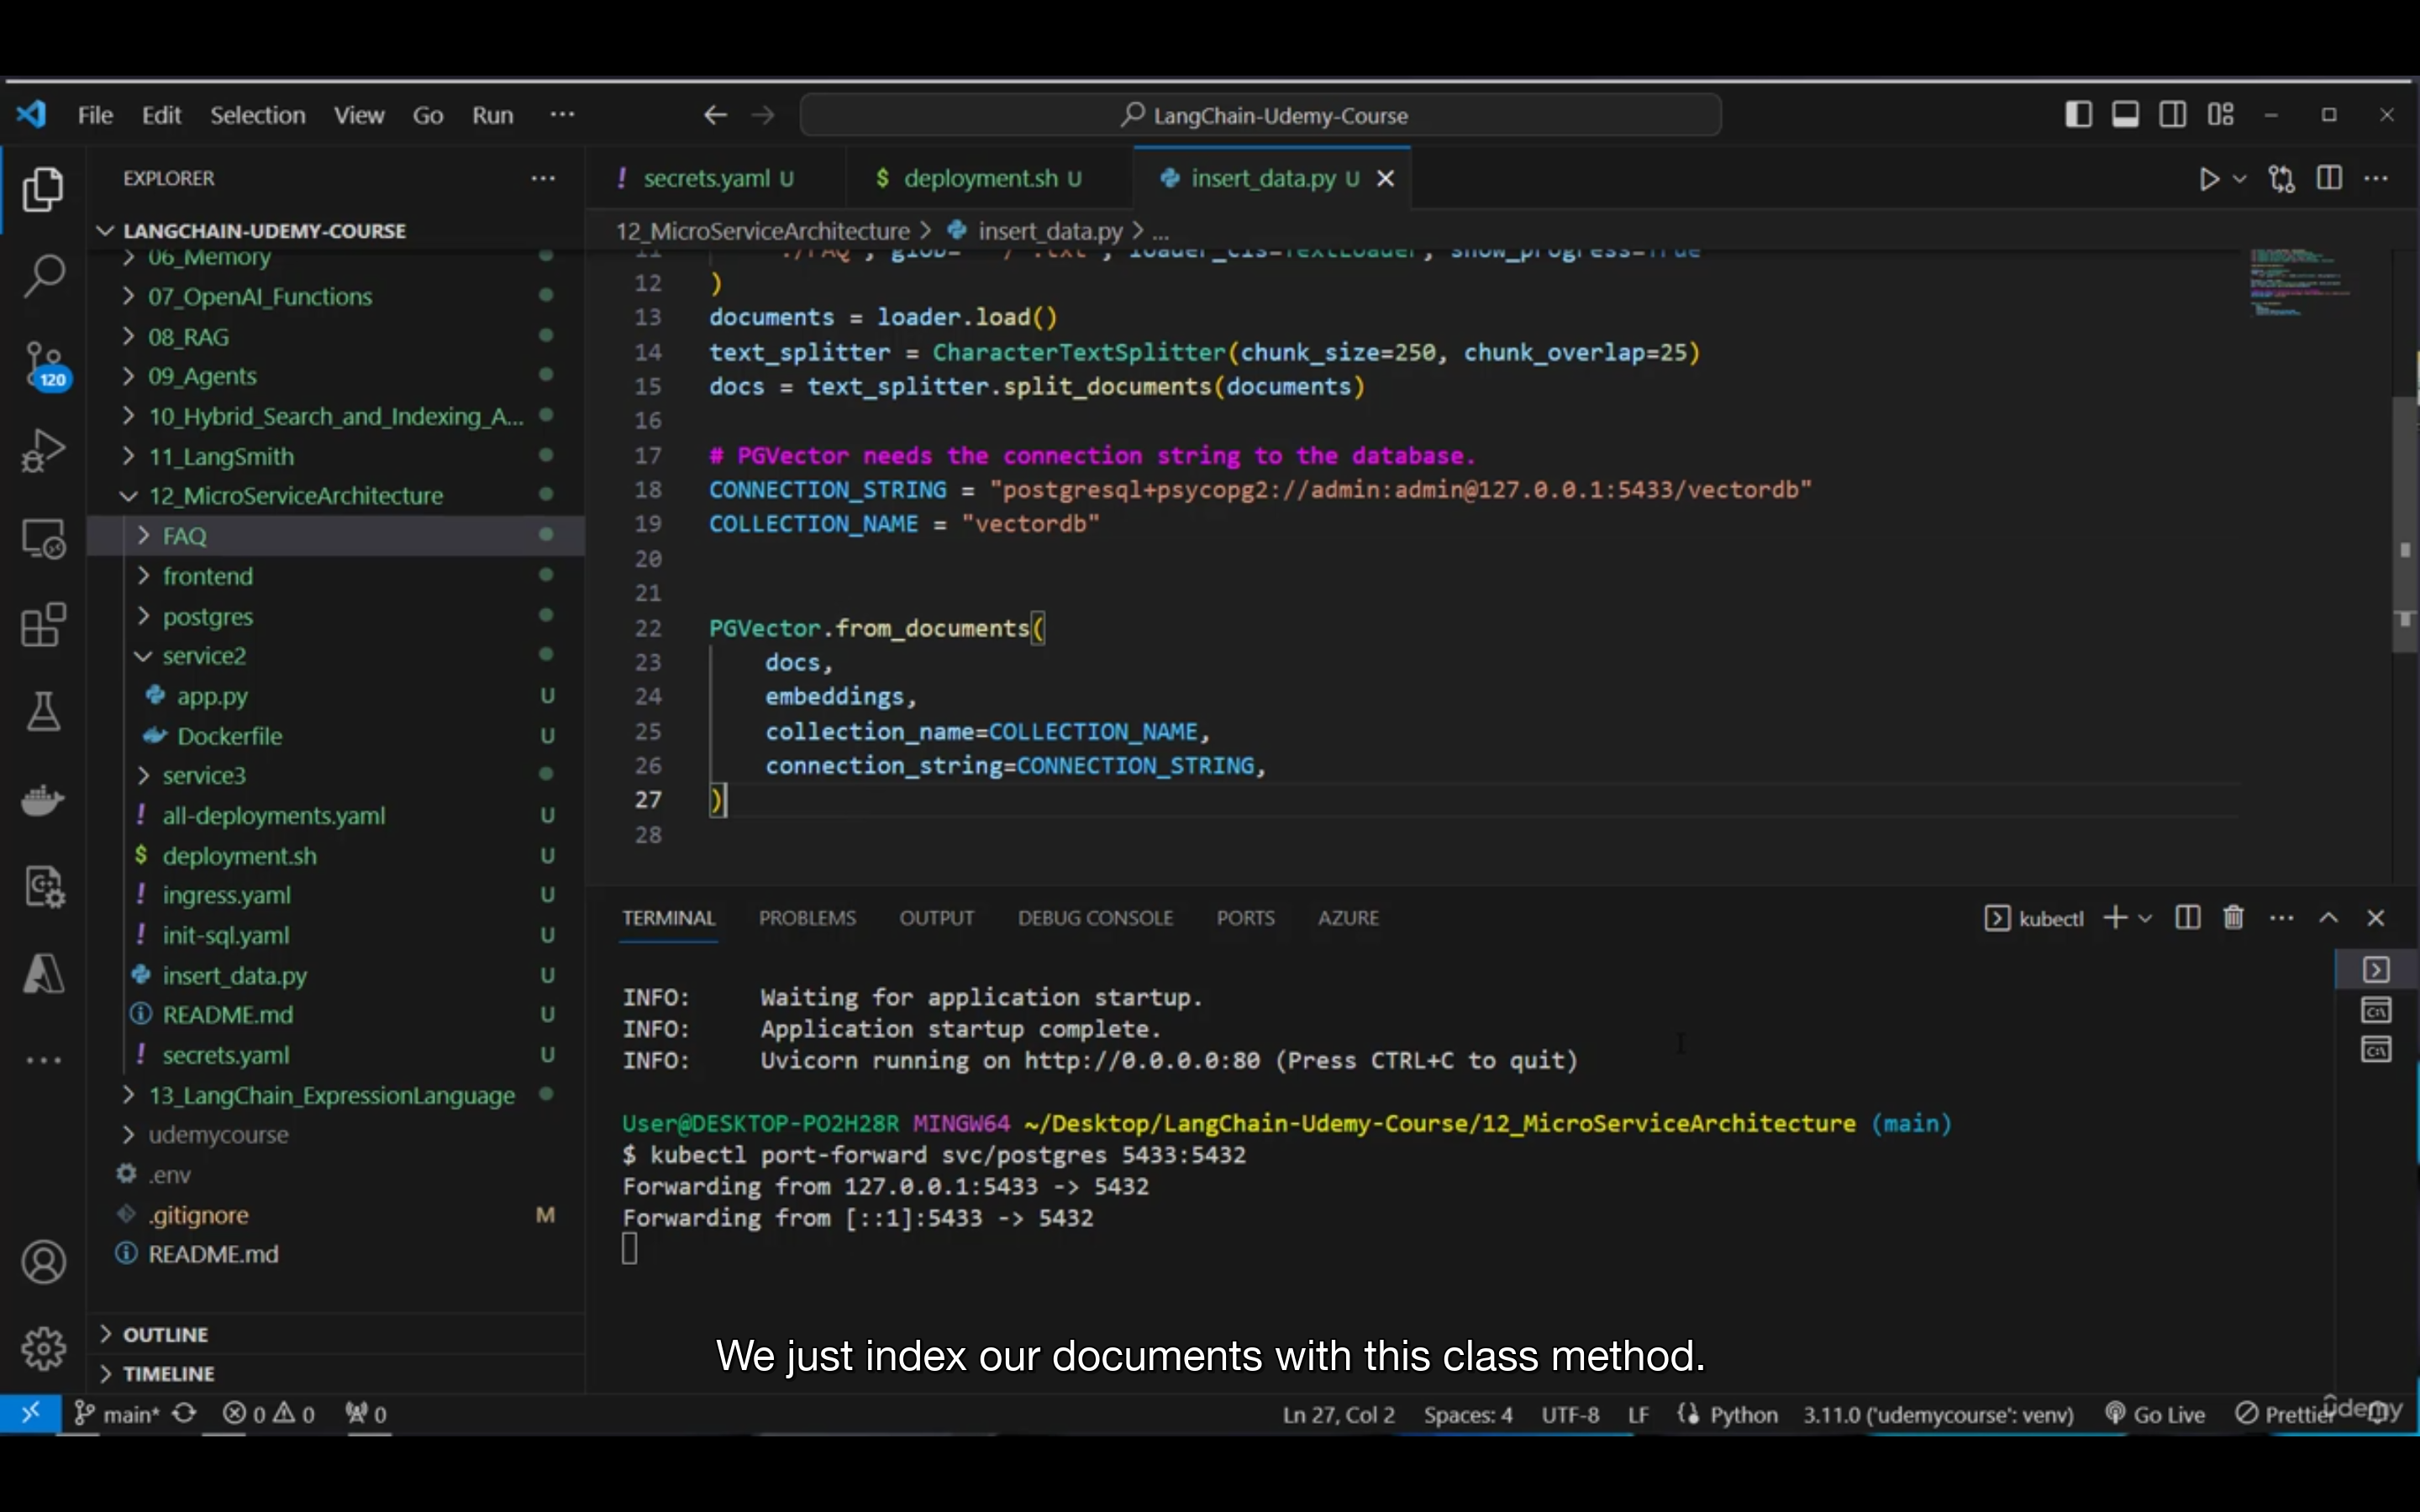 File Edit Selection View Go Run ...
LangChain-Udemy-Course
EXPLORER
LANGCHAIN-UDEMY-COURSE
06_Memory
07_OpenAI_Functions
08_RAG
09_Agents
10_Hybrid_Search_and_Indexing_A...
11_LangSmith
12_MicroServiceArchitecture
FAQ
frontend
postgres
service2
app.py U
Dockerfile U
service3
! all-deployments.yaml U
$ deployment.sh U
! ingress.yaml U
! init-sql.yaml U
insert_data.py U
README.md U
! secrets.yaml U
13_LangChain_ExpressionLanguage
udemycourse
.env
.gitignore M
README.md
OUTLINE
TIMELINE
120
! secrets.yaml U
$ deployment.sh U
insert_data.py U
12_MicroServiceArchitecture > insert_data.py > ...
12 )
13 documents = loader.load()
14 text_splitter = CharacterTextSplitter(chunk_size=250, chunk_overlap=25)
15 docs = text_splitter.split_documents(documents)
16
17 # PGVector needs the connection string to the database.
18 CONNECTION_STRING = "postgresql+psycopg2://admin:admin@127.0.0.1:5433/vectordb"
19 COLLECTION_NAME = "vectordb"
20
21
22 PGVector.from_documents(
23 docs,
24 embeddings,
25 collection_name=COLLECTION_NAME,
26 connection_string=CONNECTION_STRING,
27 )
28
TERMINAL PROBLEMS OUTPUT DEBUG CONSOLE PORTS AZURE
kubectl
INFO: Waiting for application startup.
INFO: Application startup complete.
INFO: Uvicorn running on http://0.0.0.0:80 (Press CTRL+C to quit)
User@DESKTOP-PO2H28R MINGW64 ~/Desktop/LangChain-Udemy-Course/12_MicroServiceArchitecture (main)
$ kubectl port-forward svc/postgres 5433:5432
Forwarding from 127.0.0.1:5433 -> 5432
Forwarding from [::1]:5433 -> 5432
We just index our documents with this class method.
main* 0 0 0
Ln 27, Col 2 Spaces: 4 UTF-8 LF Python 3.11.0 ('udemycourse': venv) Go Live Prettier
ûdemy